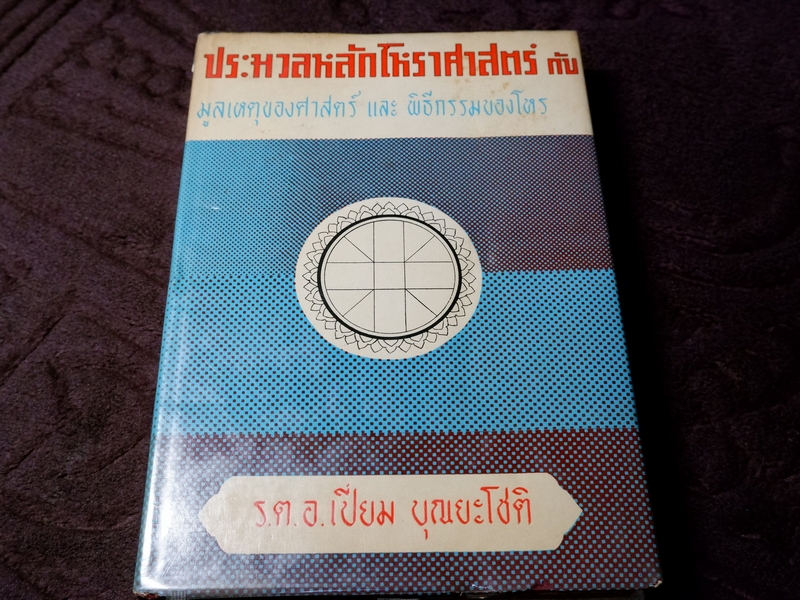 ประมวลหลักโหราศาสตร์ กับ
มูลเหตุของศาสตร์ และ พิธีกรรมของโหร
ร.ต.อ.เปี่ยม บุณยะโชติ